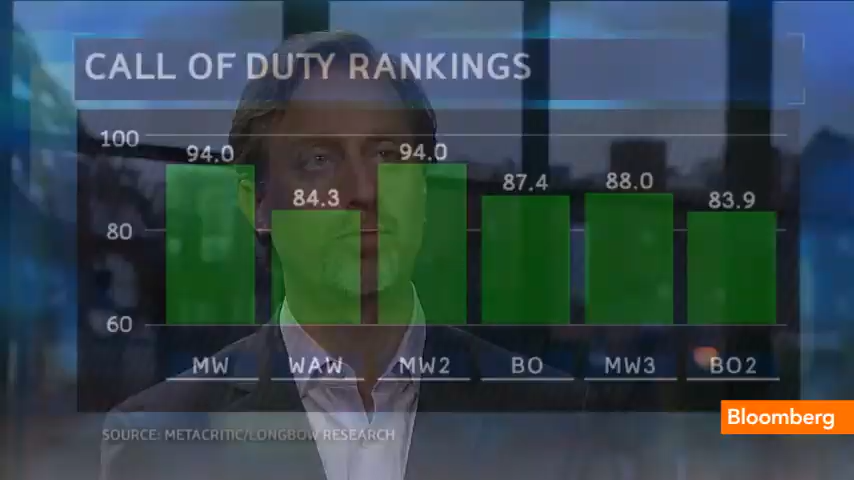 CALL OF DUTY RANKINGS
100
94.0
84.3
94.0
87.4
88.0
83.9
80
60
MW
WAW
MW2
BO
MW3
BO2
Bloomberg
SOURCE: METACRITIC/LONGBOW RESEARCH